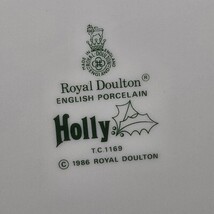 Royal Doulton®
ENGLISH PORCELAIN
Holly
T.C.1169
© 1986 ROYAL DOULTON